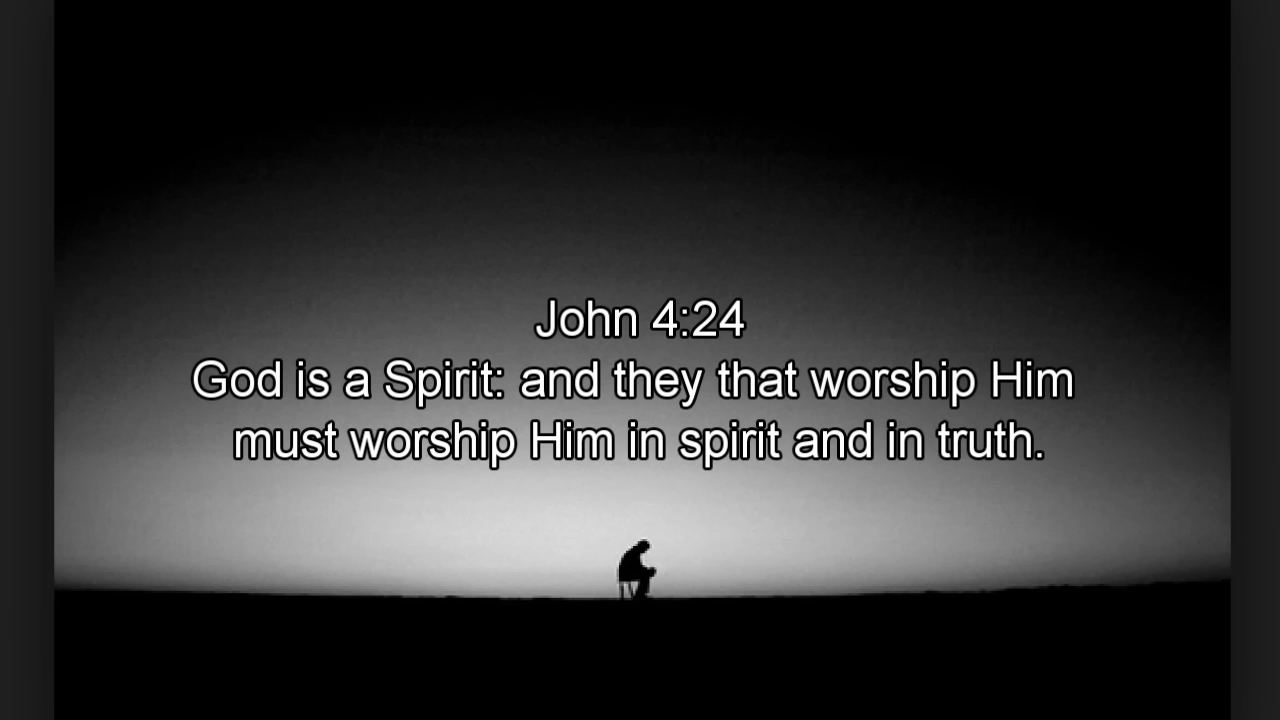 John 4:24
God is a Spirit: and they that worship Him
must worship Him in spirit and in truth.